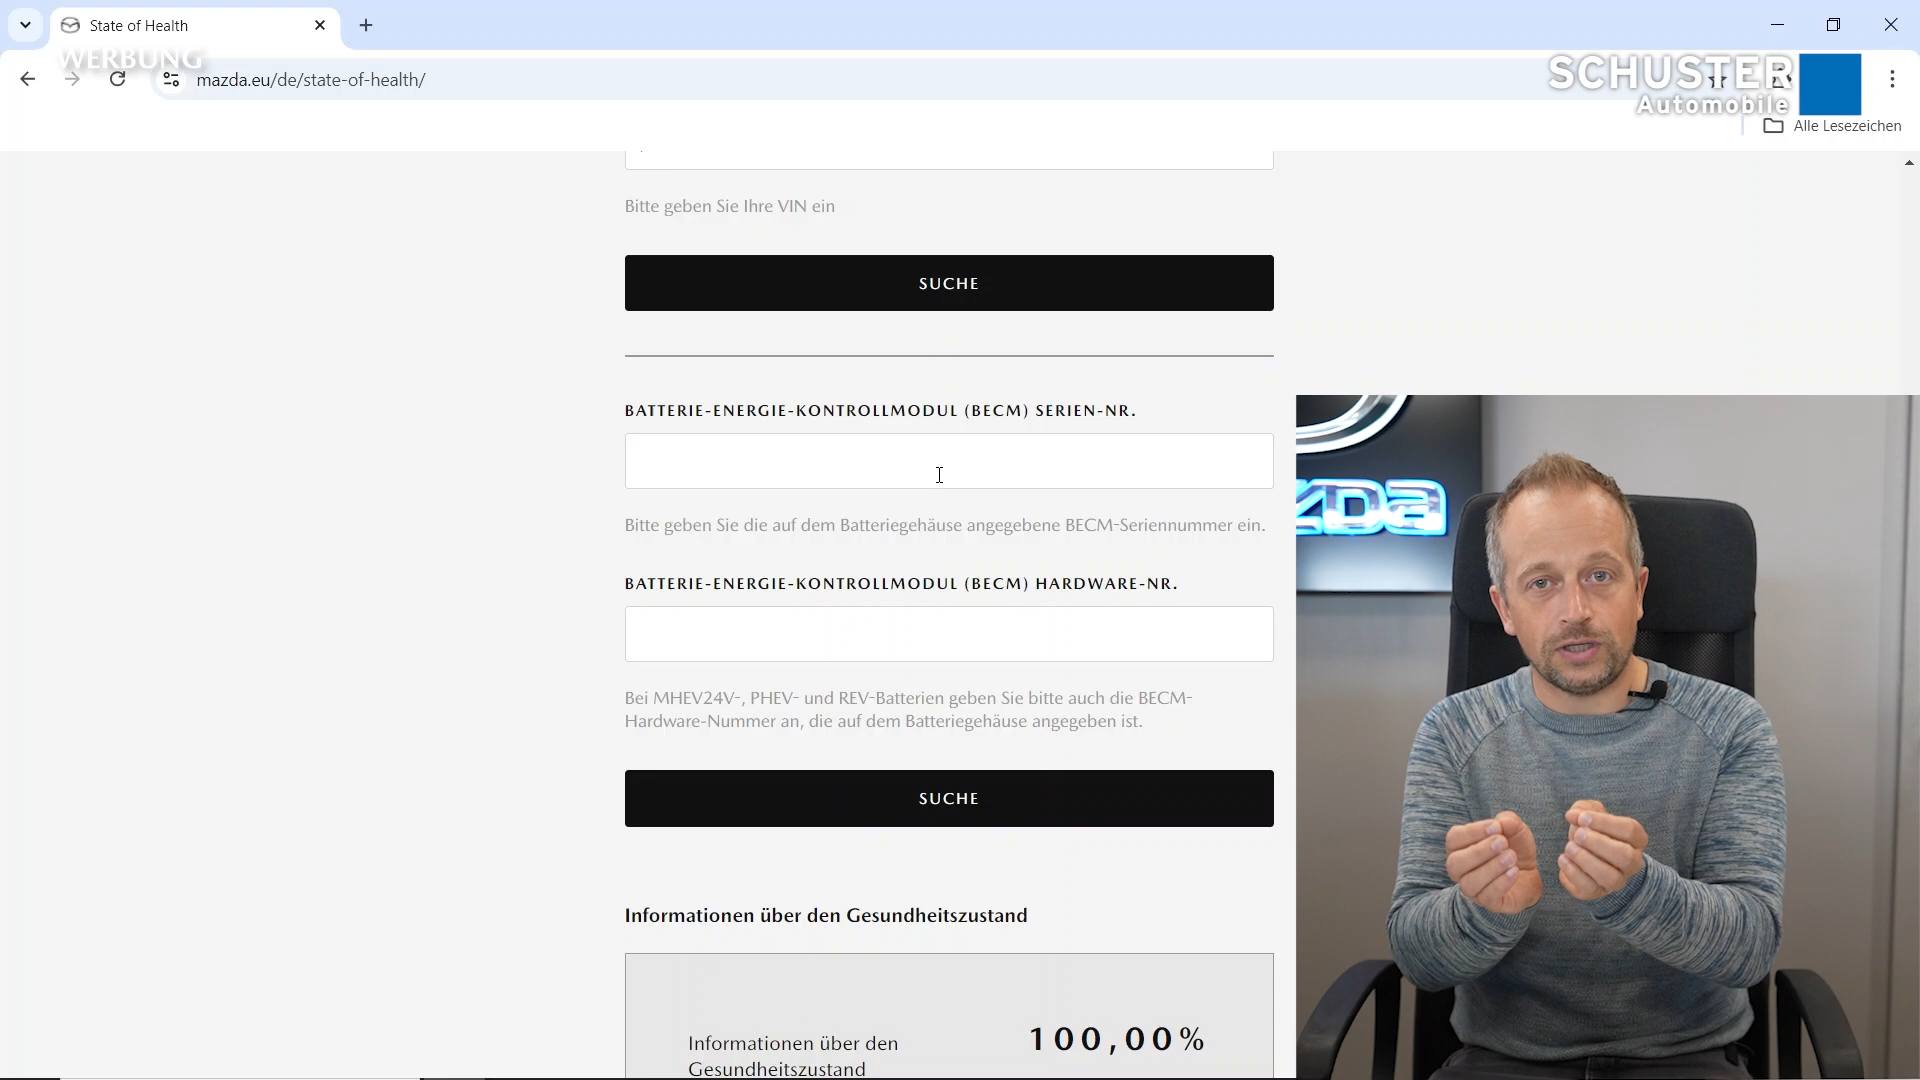 State of Health
WERBUNG
mazda.eu/de/state-of-health/
SCHUSTER
Automobile
Alle Lesezeichen
Bitte geben Sie Ihre VIN ein
SUCHE
BATTERIE-ENERGIE-KONTROLLMODUL (BECM) SERIEN-NR.
Bitte geben Sie die auf dem Batteriegehäuse angegebene BECM-Seriennummer ein.
BATTERIE-ENERGIE-KONTROLLMODUL (BECM) HARDWARE-NR.
Bei MHEV24V-, PHEV- und REV-Batterien geben Sie bitte auch die BECM-
Hardware-Nummer an, die auf dem Batteriegehäuse angegeben ist.
SUCHE
Informationen über den Gesundheitszustand
Informationen über den
Gesundheitszustand
100,00%
zDa